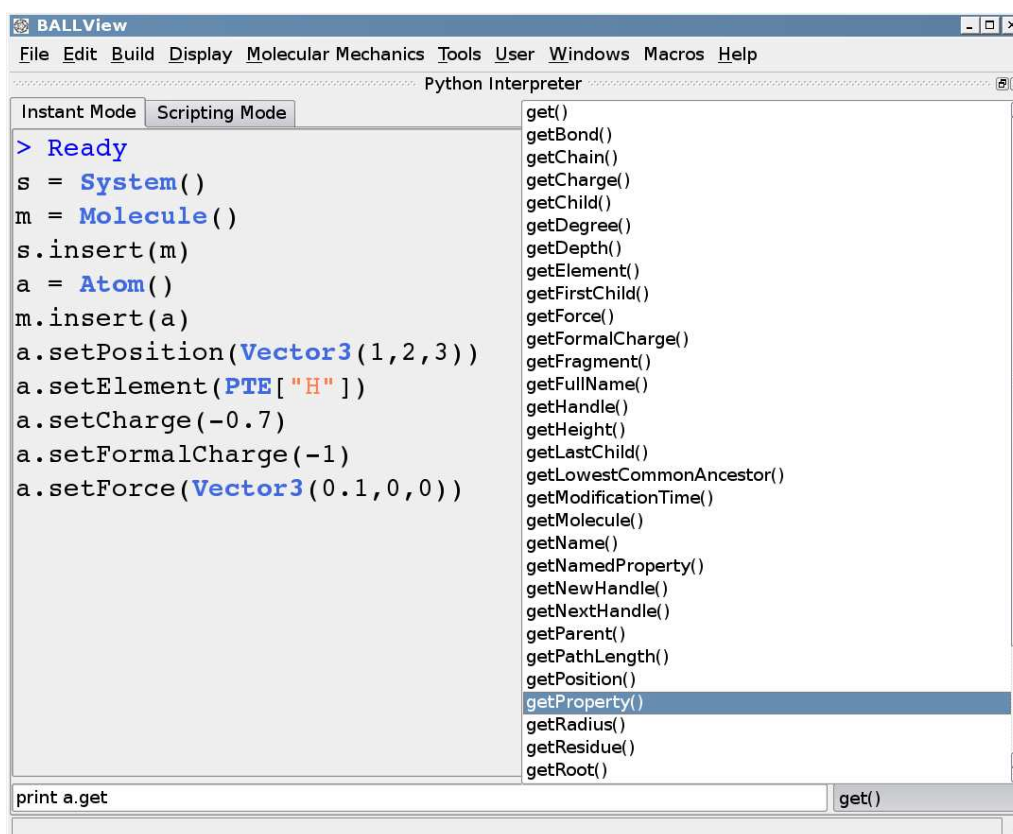 BALLView
File Edit Build Display Molecular Mechanics Tools User Windows Macros Help
Python Interpreter
Instant Mode Scripting Mode
> Ready
s = System()
m = Molecule()
s.insert(m)
a = Atom()
m.insert(a)
a.setPosition(Vector3(1,2,3))
a.setElement(PTE["H"])
a.setCharge(-0.7)
a.setFormalCharge(-1)
a.setForce(Vector3(0.1,0,0))
get()
getBond()
getChain()
getCharge()
getChild()
getDegree()
getDepth()
getElement()
getFirstChild()
getForce()
getFormalCharge()
getFragment()
getFullName()
getHandle()
getHeight()
getLastChild()
getLowestCommonAncestor()
getModificationTime()
getMolecule()
getName()
getNamedProperty()
getNewHandle()
getNextHandle()
getParent()
getPathLength()
getPosition()
getProperty()
getRadius()
getResidue()
getRoot()
print a.get
get()